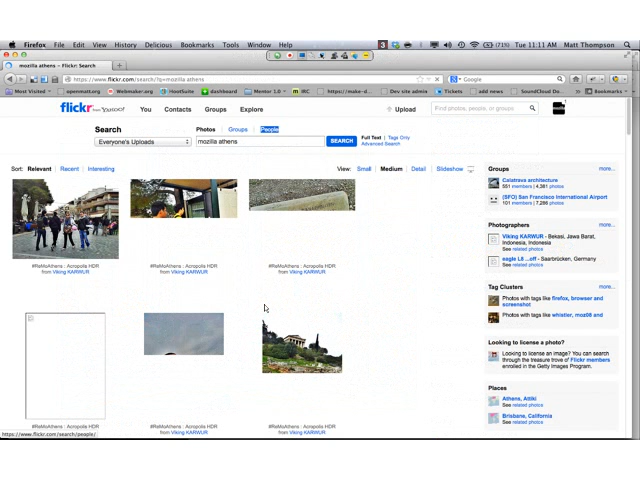 Firefox File Edit View History Delicious Bookmarks Tools Window Help
(71%) Tue 11:11 AM Matt Thompson
mozilla athens | Flickr: Search
https://www.flickr.com/search/?q=mozilla athens
Google
Most Visited openmatt.org Webmaker.org HootSuite dashboard Mentor 1.0 IRC https://make-d... Dev site admin Tickets add news SoundCloud Do... Bookmarks
flickr from YAHOO! You Contacts Groups Explore Upload Find photos, people, or groups
Search Photos Groups People
Everyone's Uploads mozilla athens SEARCH Full Text | Tags Only
Advanced Search
Sort: Relevant Recent Interesting View: Small Medium Detail Slideshow
#ReMoAthens : Acropolis HDR
from Viking KARWUR
#ReMoAthens : Acropolis HDR
from Viking KARWUR
#ReMoAthens : Acropolis HDR
from Viking KARWUR
#ReMoAthens : Acropolis HDR
from Viking KARWUR
#ReMoAthens : Acropolis HDR
from Viking KARWUR
#ReMoAthens : Acropolis HDR
from Viking KARWUR
Groups more...
Calatrava architecture
551 members | 4,381 photos
(SFO) San Francisco International Airport
101 members | 7,286 photos
Photographers more...
Viking KARWUR - Bekasi, Jawa Barat, Indonesia, Indonesia
See related photos
eagle L8 ...off - Saarbrücken, Germany
See related photos
Tag Clusters more...
Photos with tags like firefox, browser and screenshot
Photos with tags like whistler, moz08 and
Looking to license a photo?
Looking to license an image? You can search through the treasure trove of Flickr members enrolled in the Getty Images Program.
Places
Athens, Attiki
See related photos
Brisbane, California
See related photos
https://www.flickr.com/search/people/